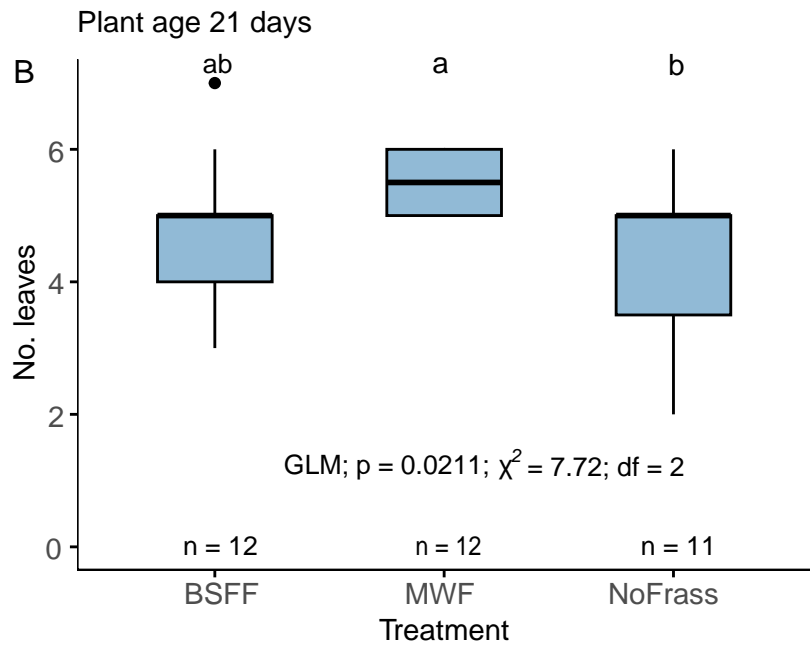 Plant age 21 days
B
ab a b
6
4
2
0
No. leaves
GLM; p = 0.0211; χ² = 7.72; df = 2
n = 12 n = 12 n = 11
BSFF MWF NoFrass
Treatment